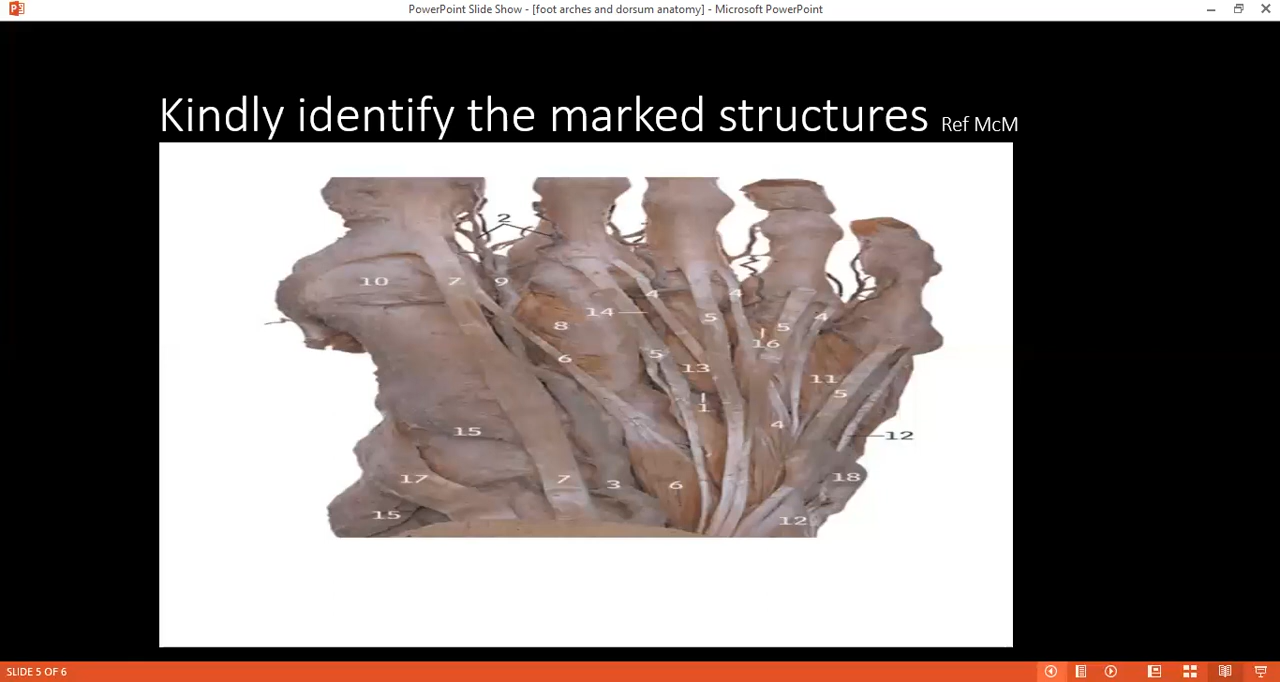 PowerPoint Slide Show - [foot arches and dorsum anatomy] - Microsoft PowerPoint
Kindly identify the marked structures Ref McM
2
10 7 9
4 4
14 5 4
8 5
16
6 5
13
11
1 5
4
15 12
17 7 3 6 18
15 12
SLIDE 5 OF 6